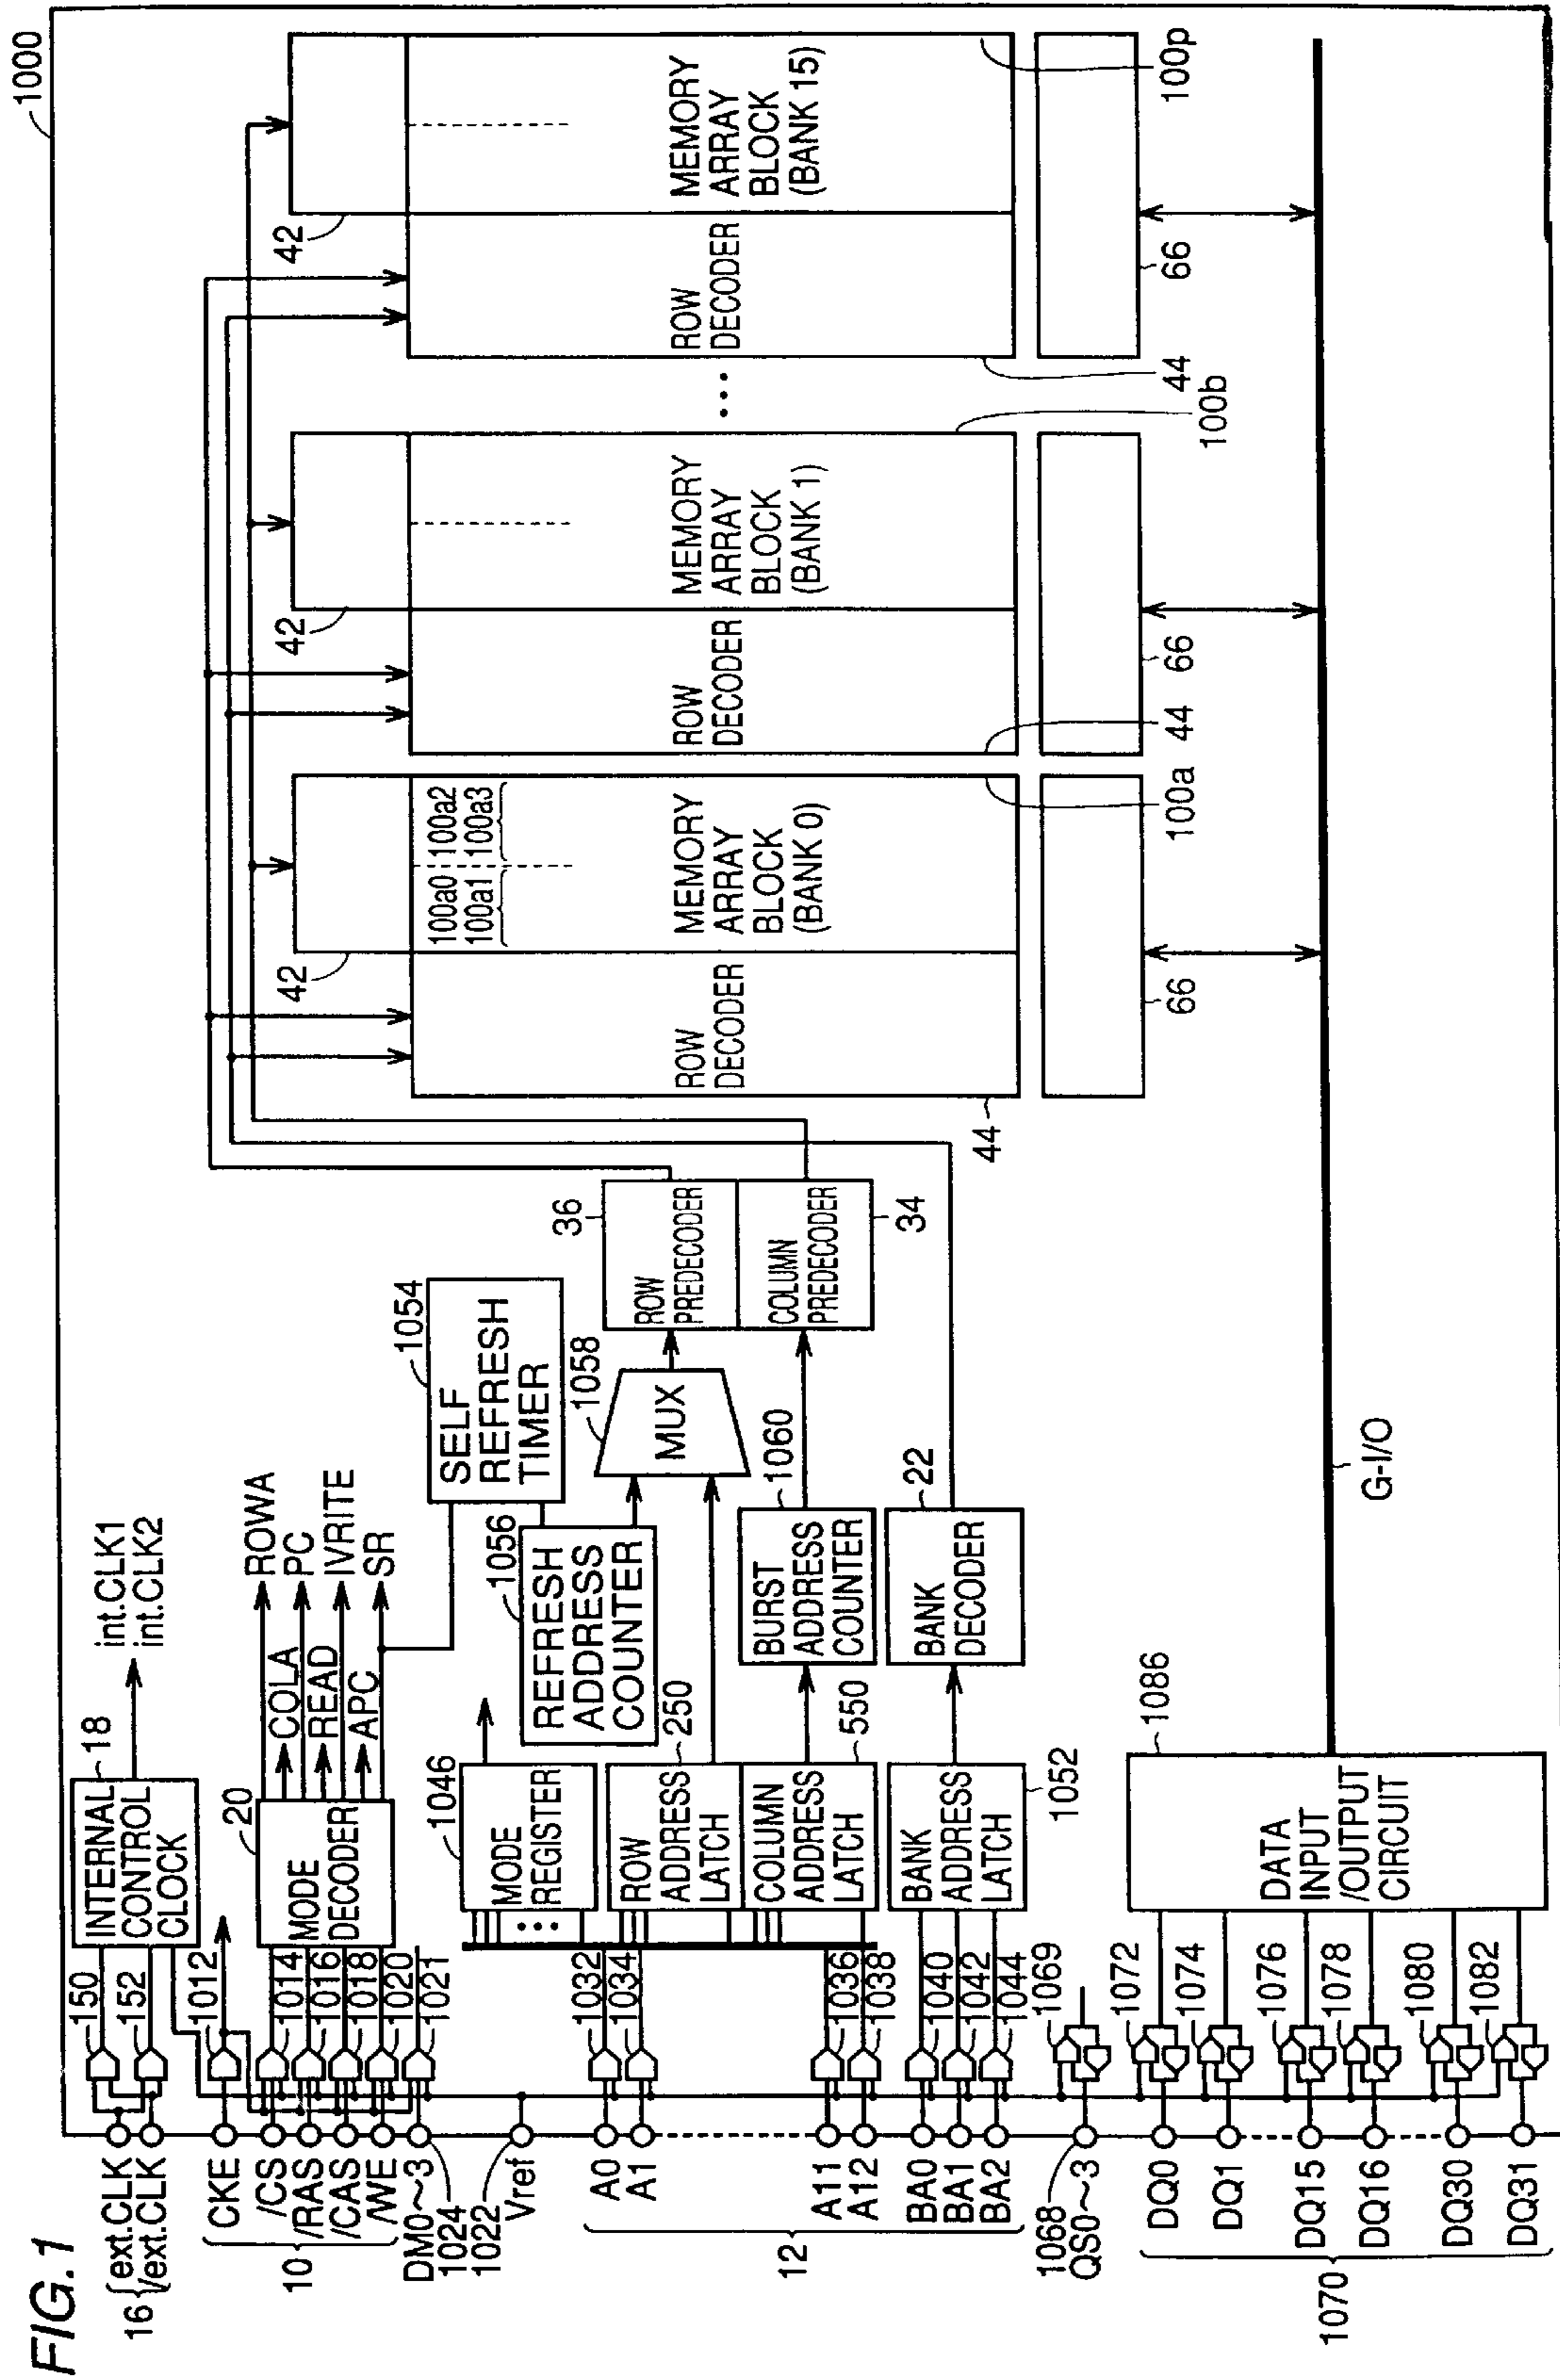 FIG. 1
1000
16
ext.CLK
/ext.CLK
150
152
INTERNAL
CONTROL
CLOCK
18
int.CLK1
int.CLK2
10
CKE
/CS
/RAS
/CAS
/WE
1012
1014
1016
1018
1020
1021
MODE
DECODER
20
ROWA
COLA
PC
READ
IVRITE
APC
SR
DM0~3
1024
1022
Vref
SELF
REFRESH
TIMER
1054
REFRESH
ADDRESS
COUNTER
1056
MODE
REGISTER
1046
12
A0
A1
A11
A12
BA0
BA1
BA2
1032
1034
1036
1038
1040
1042
1044
ROW
ADDRESS
LATCH
250
COLUMN
ADDRESS
LATCH
550
BANK
ADDRESS
LATCH
1052
MUX
1058
BURST
ADDRESS
COUNTER
1060
BANK
DECODER
22
ROW
PREDECODER
36
COLUMN
PREDECODER
34
42
ROW
DECODER
44
100a0
100a1
100a2
100a3
MEMORY
ARRAY
BLOCK
(BANK 0)
100a
66
42
ROW
DECODER
44
MEMORY
ARRAY
BLOCK
(BANK 1)
100b
66
...
42
ROW
DECODER
44
MEMORY
ARRAY
BLOCK
(BANK 15)
100p
66
1068
QS0~3
1069
1070
DQ0
DQ1
DQ15
DQ16
DQ30
DQ31
1072
1074
1076
1078
1080
1082
DATA
INPUT
/OUTPUT
CIRCUIT
1086
G-I/O